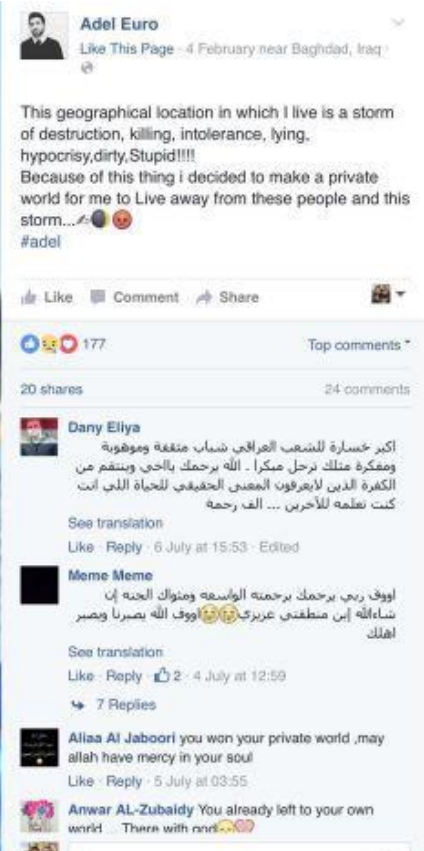 Adel Euro
Like This Page · 4 February near Baghdad, Iraq ·
This geographical location in which I live is a storm
of destruction, killing, intolerance, lying,
hypocrisy,dirty,Stupid!!!!
Because of this thing i decided to make a private
world for me to Live away from these people and this
storm...✍🌒😡
#adel
Like Comment Share
177 Top comments
20 shares 24 comments
Dany Eliya
اكبر خسارة للشعب العراقي شباب مثقفة وموهوبة
ومفكرة مثلك ترحل مبكرا . الله يرحمك ياخي وينتقم من
الكفرة الذين لايعرفون المعنى الحقيقي للحياة اللي انت
كنت تعلمه للآخرين ... الف رحمة
See translation
Like · Reply · 6 July at 15:53 · Edited
Meme Meme
اووف ربي يرحمك برحمته الواسعه ومثواك الجنه إن
شاءالله إبن منطقتي عزيزي😢😢اووف الله يصبرنا ويصبر
اهلك
See translation
Like · Reply · 2 · 4 July at 12:59
7 Replies
Aliaa Al Jaboori you won your private world ,may
allah have mercy in your soul
Like · Reply · 5 July at 03:55
Anwar AL-Zubaidy You already left to your own
world... There with god